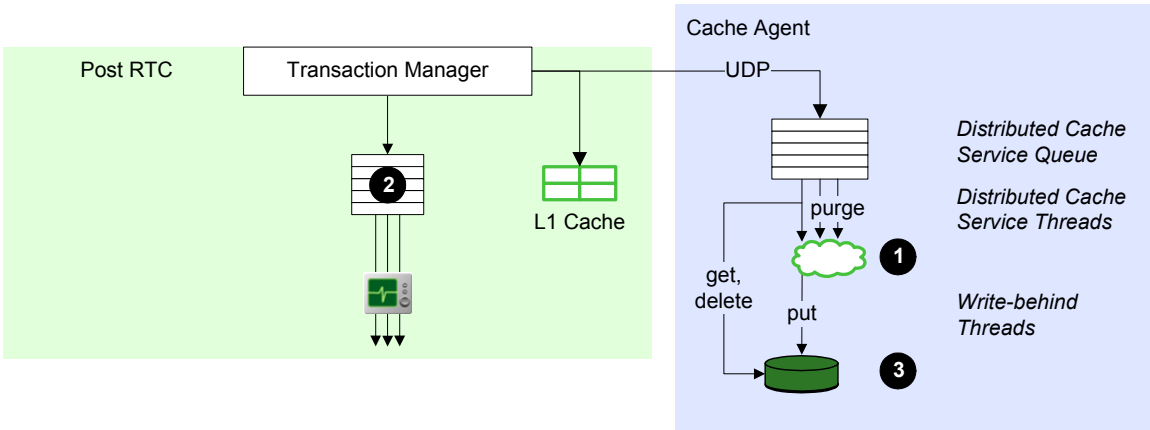 Cache Agent
Post RTC
Transaction Manager
UDP
Distributed Cache
Service Queue
2
L1 Cache
purge
Distributed Cache
Service Threads
1
get,
delete
put
Write-behind
Threads
3